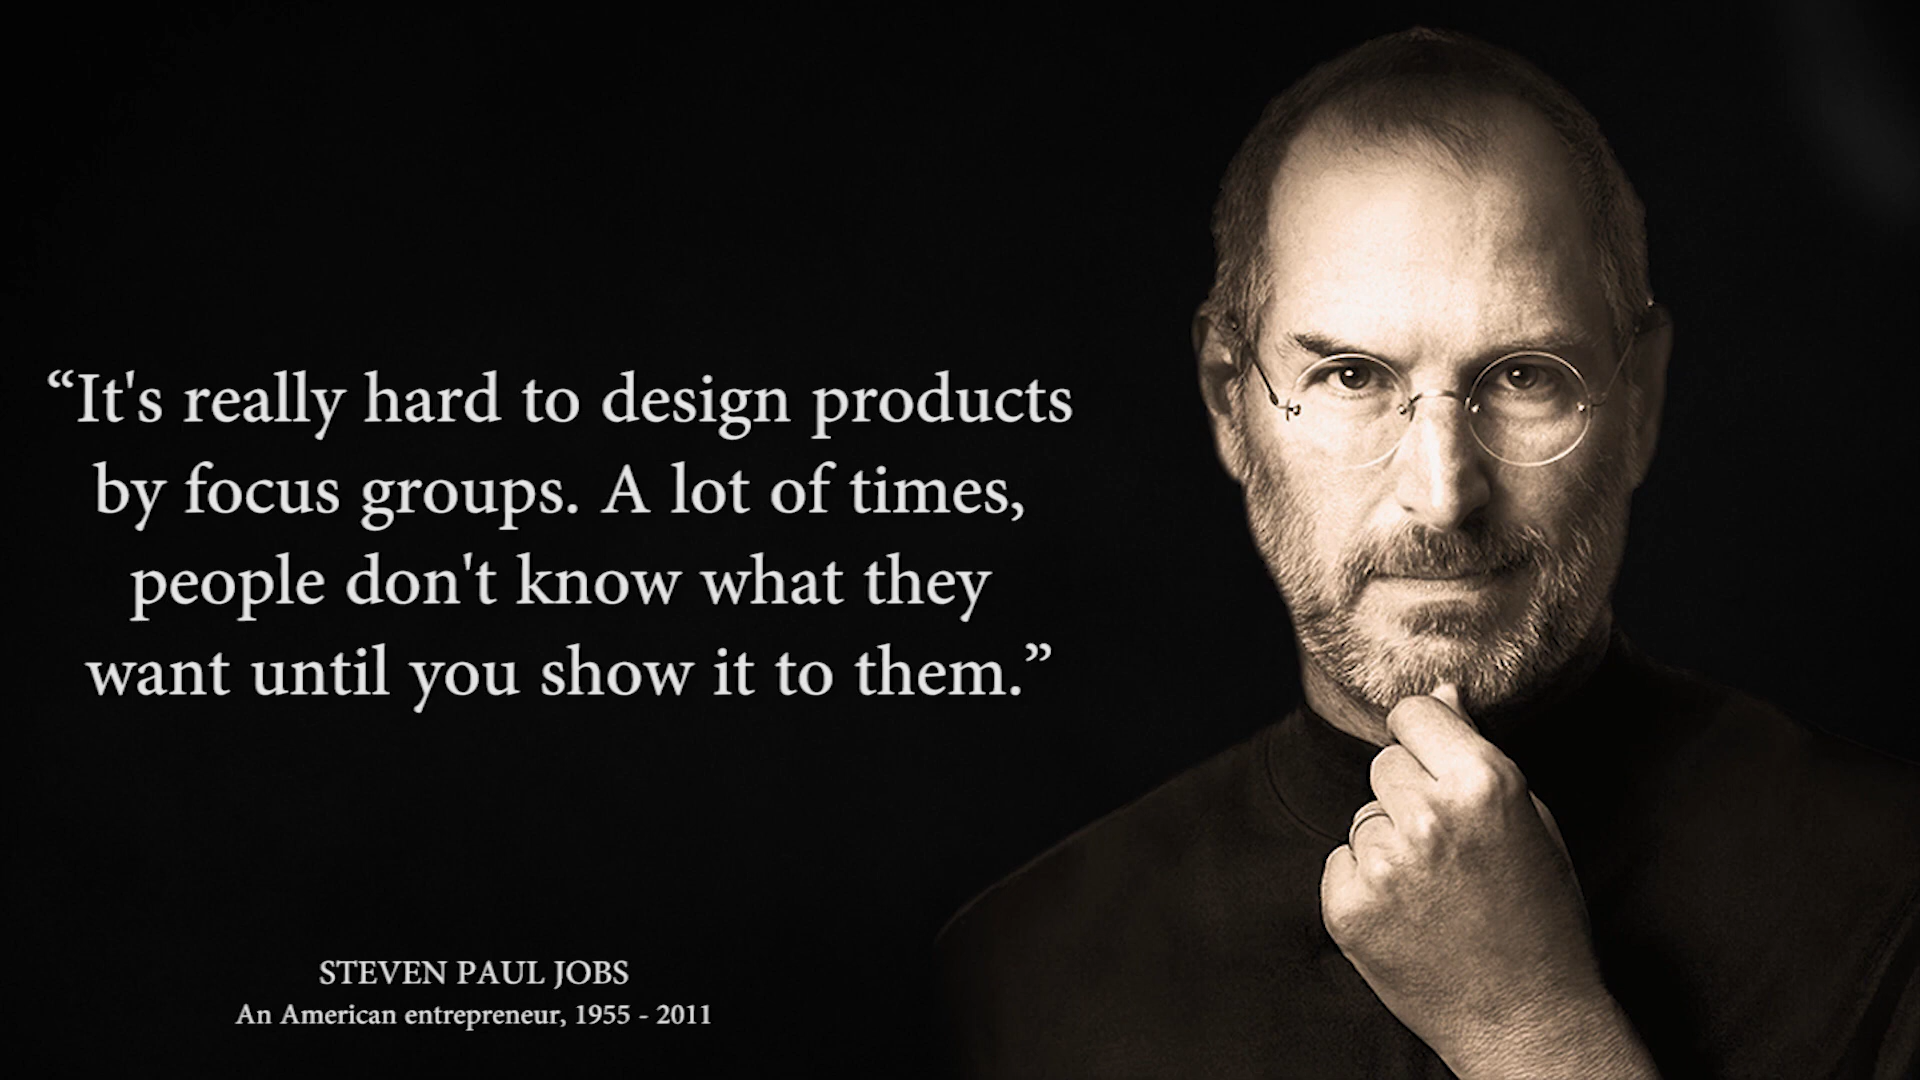 “It's really hard to design products
by focus groups. A lot of times,
people don't know what they
want until you show it to them.”
STEVEN PAUL JOBS
An American entrepreneur, 1955 - 2011